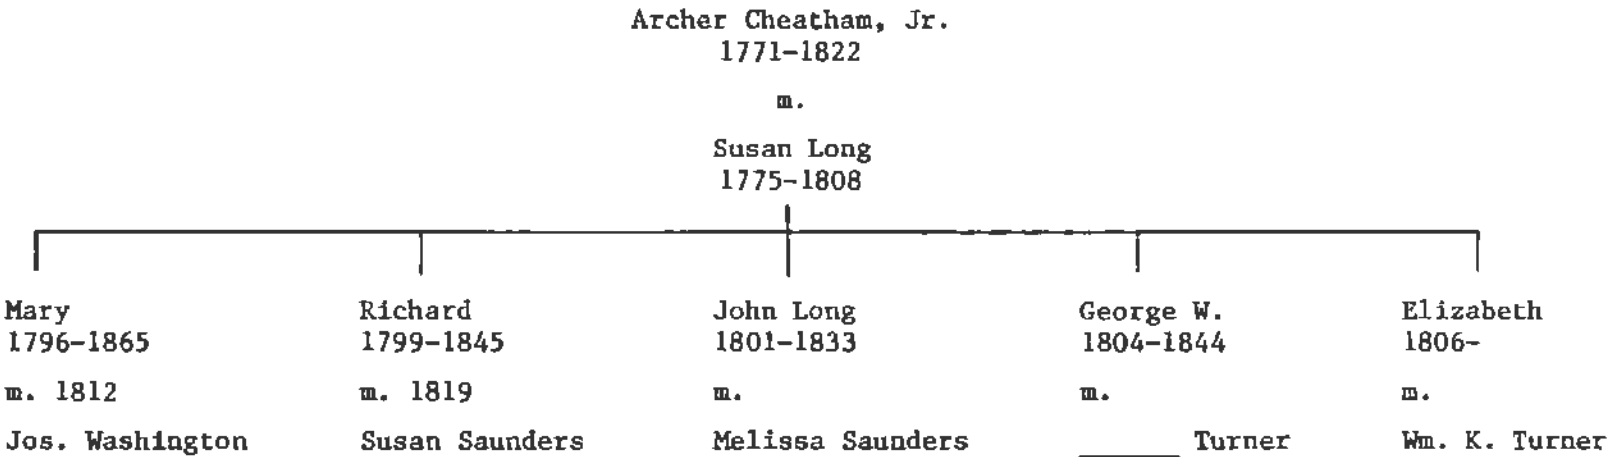 Archer Cheatham, Jr.
1771-1822
m.
Susan Long
1775-1808
Mary
1796-1865
m. 1812
Jos. Washington
Richard
1799-1845
m. 1819
Susan Saunders
John Long
1801-1833
m.
Melissa Saunders
George W.
1804-1844
m.
______ Turner
Elizabeth
1806-
m.
Wm. K. Turner